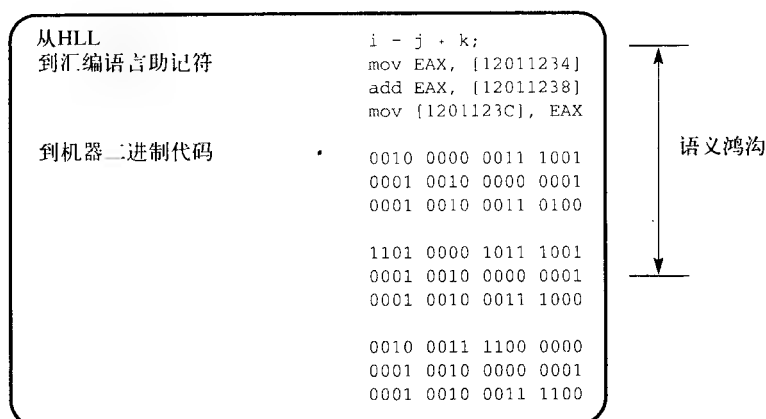 从HLL i = j + k;
到汇编语言助记符 mov EAX, [12011234]
add EAX, [12011238]
mov [1201123C], EAX
到机器二进制代码 0010 0000 0011 1001
0001 0010 0000 0001
0001 0010 0011 0100
1101 0000 1011 1001
0001 0010 0000 0001
0001 0010 0011 1000
0010 0011 1100 0000
0001 0010 0000 0001
0001 0010 0011 1100
语义鸿沟